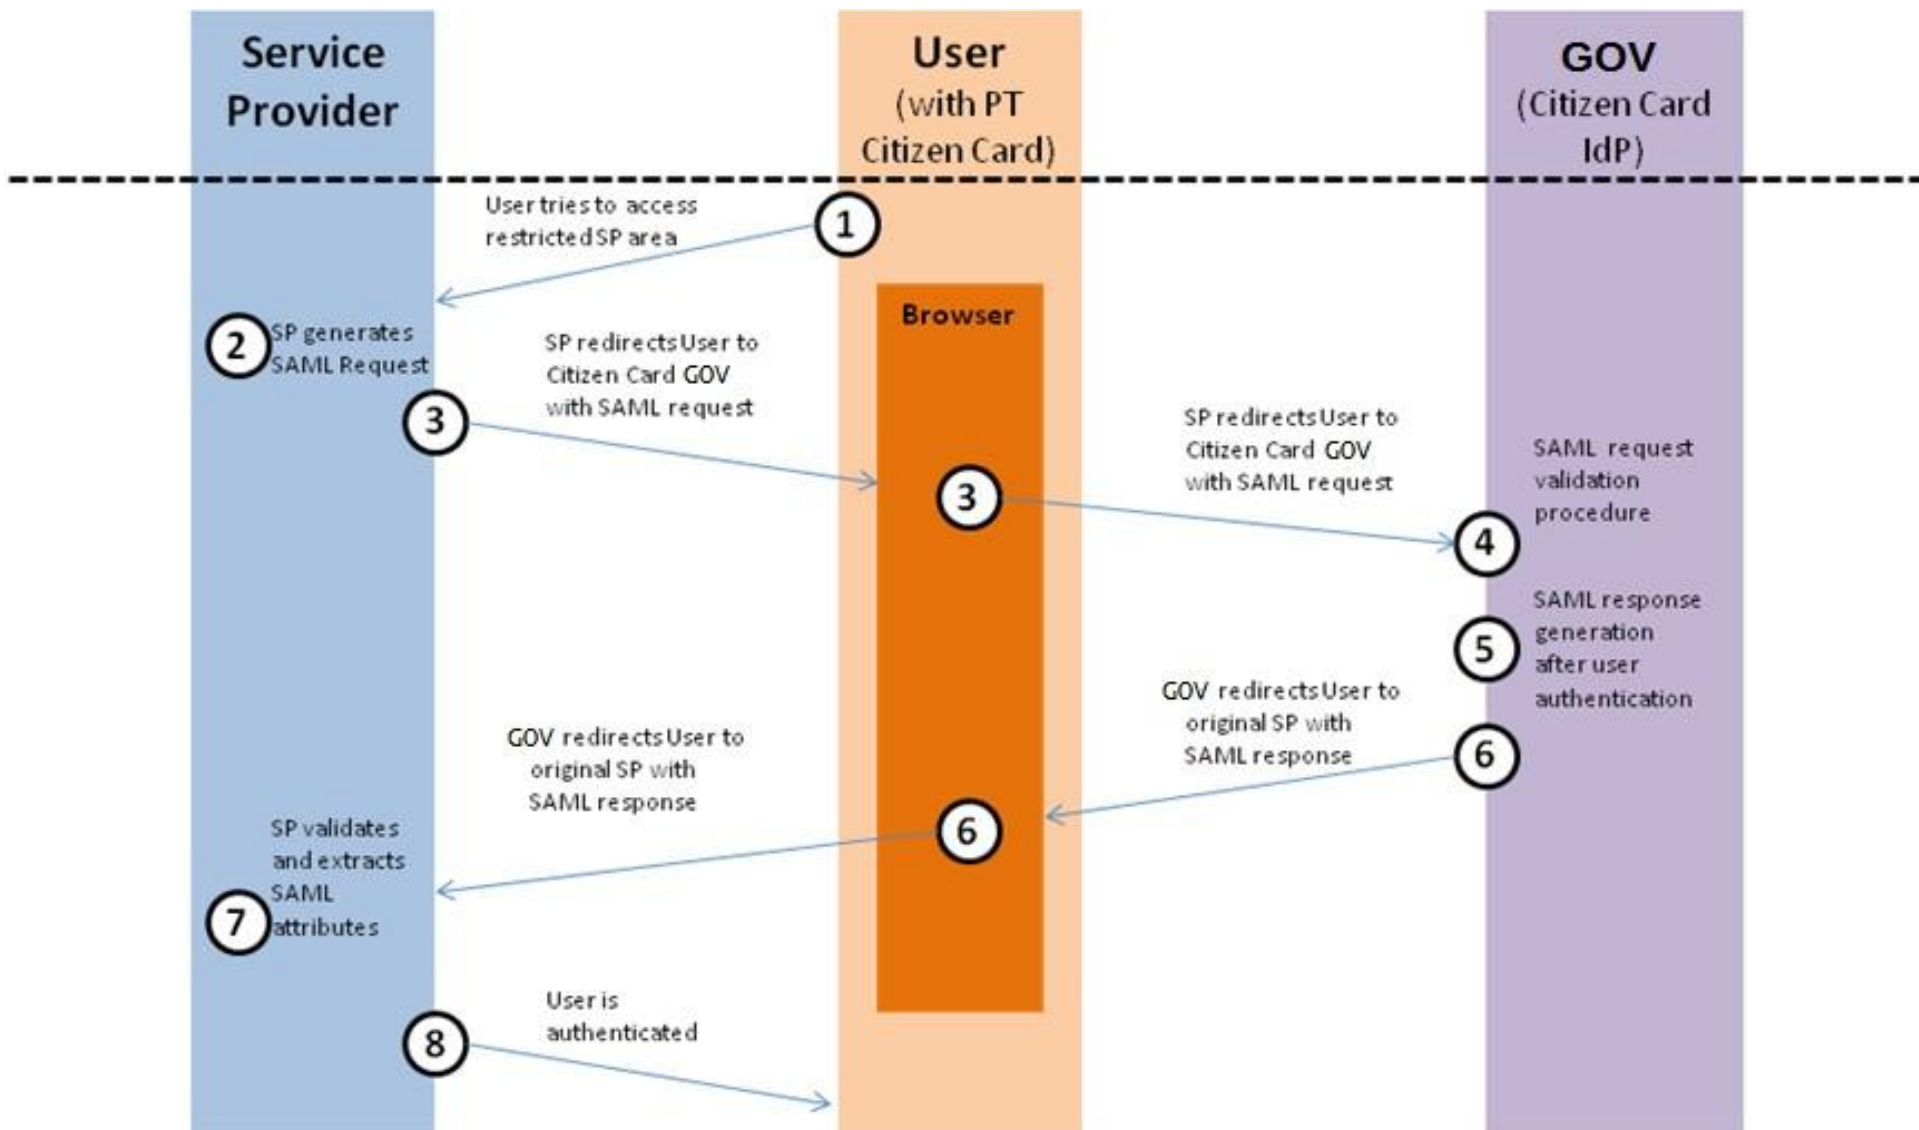 Service
Provider
User
(with PT
Citizen Card)
GOV
(Citizen Card
IdP)
User tries to access
restricted SP area
1
Browser
2
SP generates
SAML Request
SP redirects User to
Citizen Card GOV
with SAML request
3
3
SP redirects User to
Citizen Card GOV
with SAML request
4
SAML request
validation
procedure
5
SAML response
generation
after user
authentication
GOV redirects User to
original SP with
SAML response
6
GOV redirects User to
original SP with
SAML response
6
SP validates
and extracts
SAML
attributes
7
8
User is
authenticated